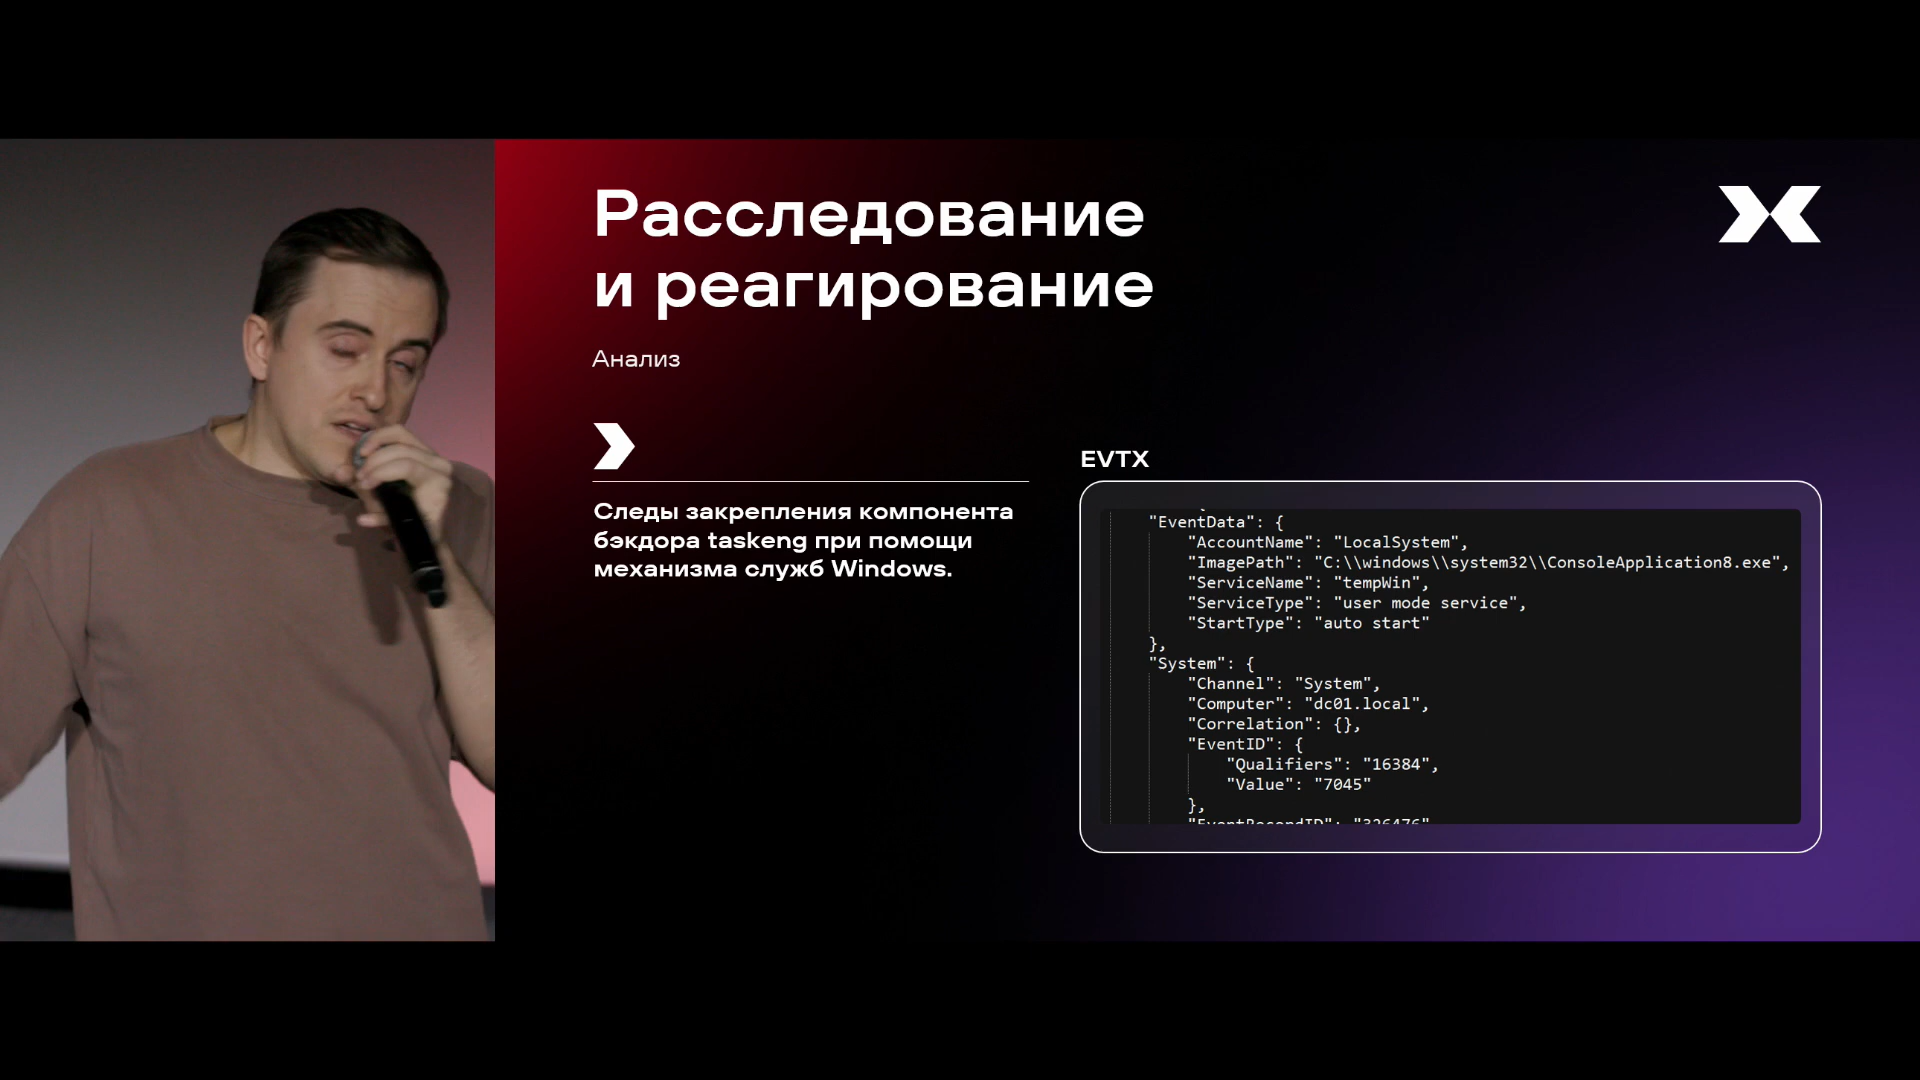 Расследование
и реагирование
Анализ
Следы закрепления компонента
бэкдора taskeng при помощи
механизма служб Windows.
EVTX
"EventData": {
"AccountName": "LocalSystem",
"ImagePath": "C:\\windows\\system32\\ConsoleApplication8.exe",
"ServiceName": "tempWin",
"ServiceType": "user mode service",
"StartType": "auto start"
},
"System": {
"Channel": "System",
"Computer": "dc01.local",
"Correlation": {},
"EventID": {
"Qualifiers": "16384",
"Value": "7045"
},
"EventRecordID": "326476"